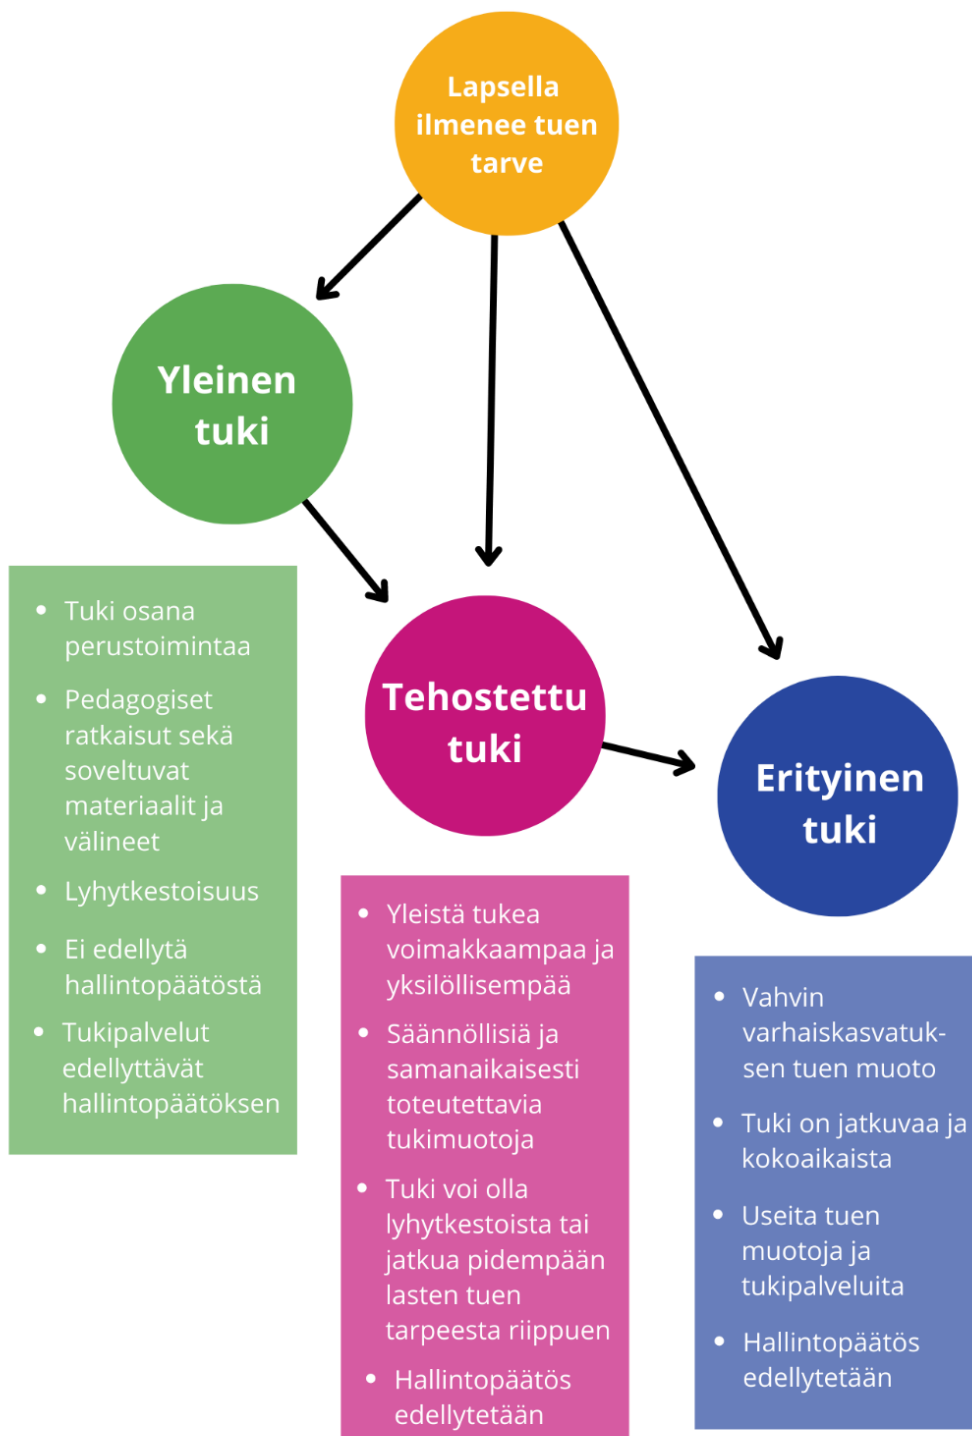 Lapsella
ilmenee tuen
tarve
Yleinen
tuki
• Tuki osana
perustoimintaa
• Pedagogiset
ratkaisut sekä
soveltuvat
materiaalit ja
välineet
• Lyhytkestoisuus
• Ei edellytä
hallintopäätöstä
• Tukipalvelut
edellyttävät
hallintopäätöksen
Tehostettu
tuki
• Yleistä tukea
voimakkaampaa ja
yksilöllisempää
• Säännöllisiä ja
samanaikaisesti
toteutettavia
tukimuotoja
• Tuki voi olla
lyhytkestoista tai
jatkua pidempään
lasten tuen
tarpeesta riippuen
• Hallintopäätös
edellytetään
Erityinen
tuki
• Vahvin
varhaiskasvatuk-
sen tuen muoto
• Tuki on jatkuvaa ja
kokoaikaista
• Useita tuen
muotoja ja
tukipalveluita
• Hallintopäätös
edellytetään